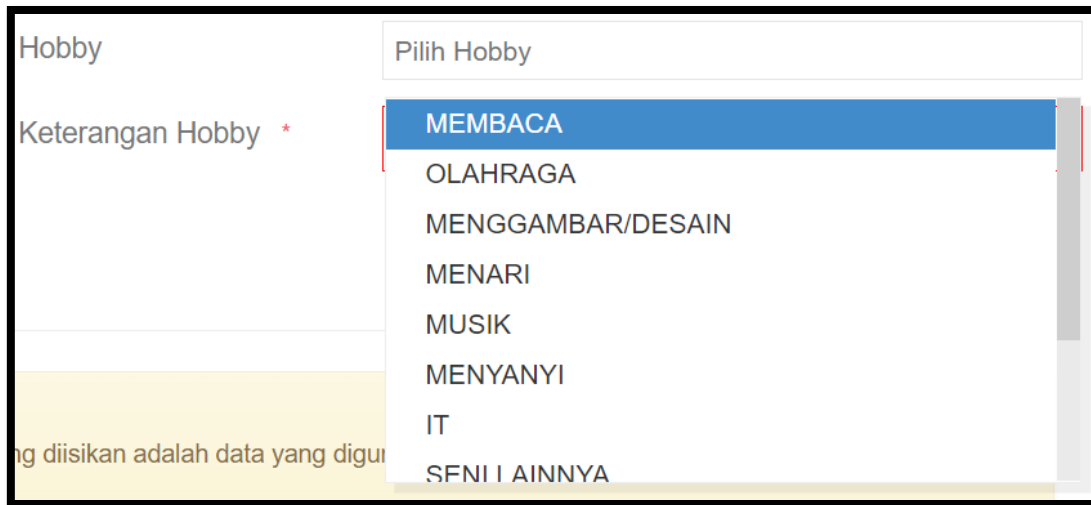 Hobby
Pilih Hobby
Keterangan Hobby *
MEMBACA
OLAHRAGA
MENGGAMBAR/DESAIN
MENARI
MUSIK
MENYANYI
IT
SENI LAINNYA
ng diisikan adalah data yang digu